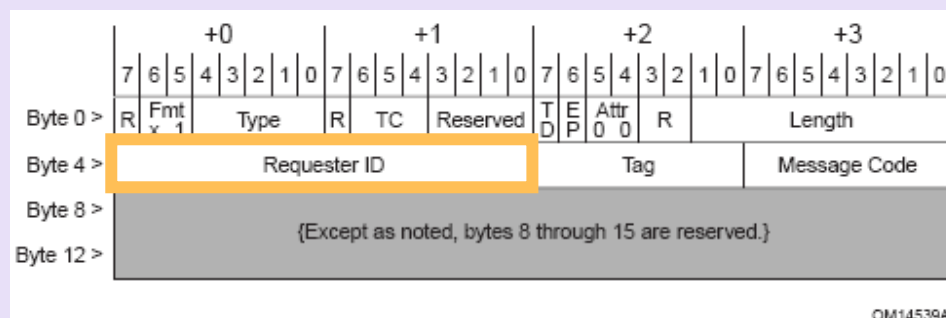 +0 +1 +2 +3
7 6 5 4 3 2 1 0 7 6 5 4 3 2 1 0 7 6 5 4 3 2 1 0 7 6 5 4 3 2 1 0
Byte 0 > R Fmt x 1 Type R TC Reserved TD EP Attr 0 0 R Length
Byte 4 > Requester ID Tag Message Code
Byte 8 >
{Except as noted, bytes 8 through 15 are reserved.}
Byte 12 >
OM14539A